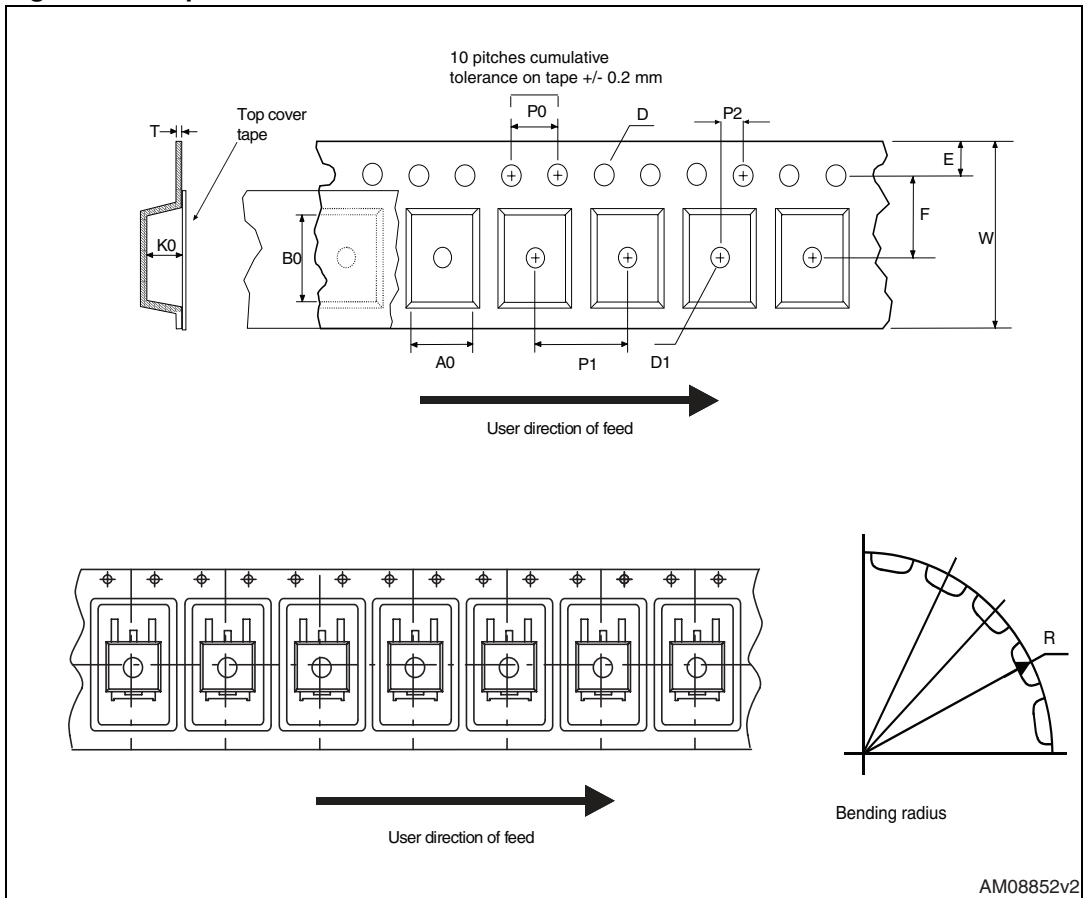 10 pitches cumulative
tolerance on tape +/- 0.2 mm
Top cover
tape
T
P0
D
P2
E
F
W
K0
B0
A0
P1
D1
User direction of feed
R
Bending radius
User direction of feed
AM08852v2